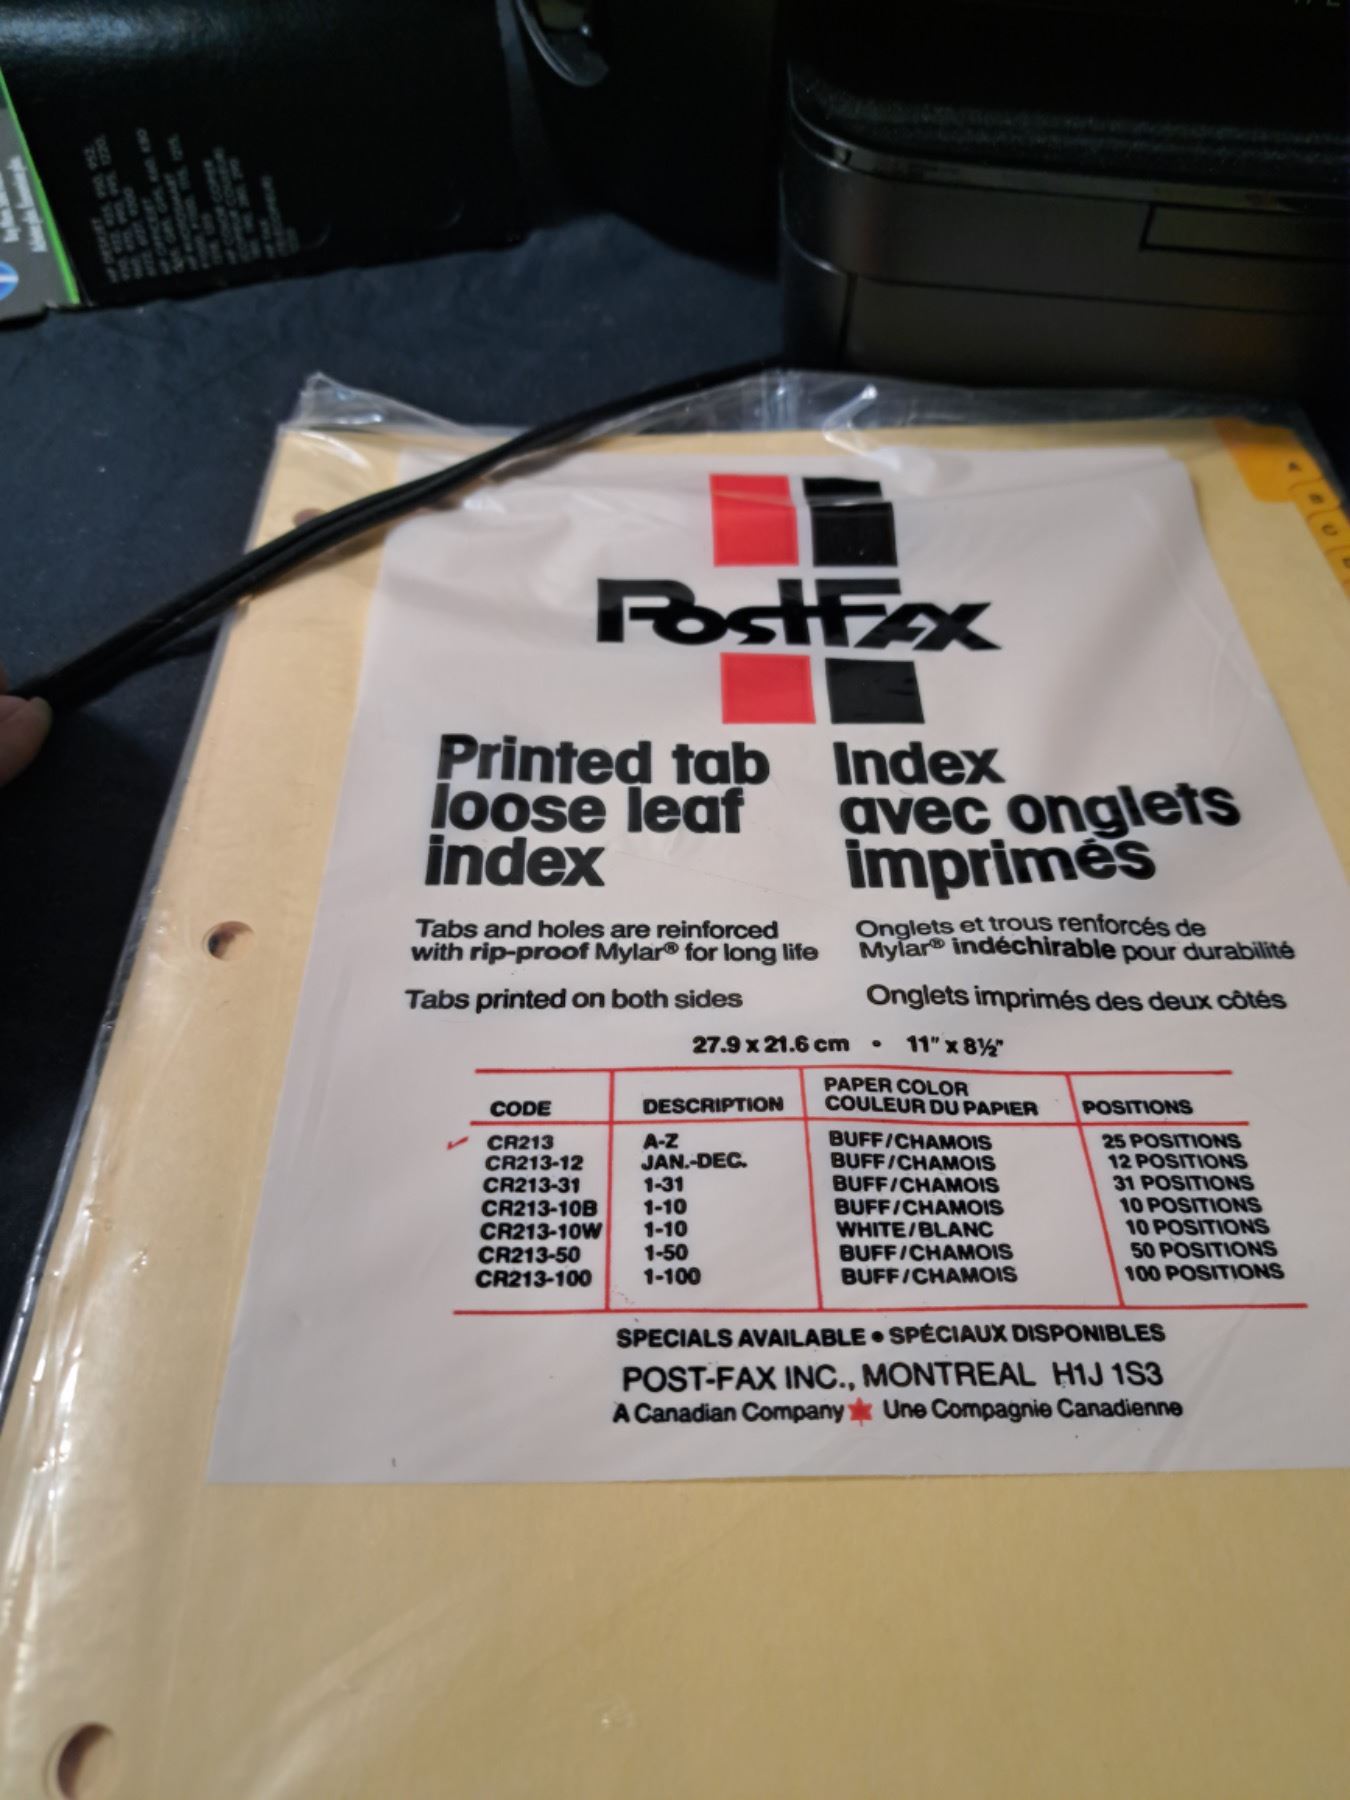 A
B
C
PostFax
Printed tab
loose leaf
index
Index
avec onglets
imprimés
Tabs and holes are reinforced
with rip-proof Mylar® for long life
Onglets et trous renforcés de
Mylar® indéchirable pour durabilité
Tabs printed on both sides
Onglets imprimés des deux côtés
27.9 x 21.6 cm • 11" x 8½"
CODE DESCRIPTION PAPER COLOR COULEUR DU PAPIER POSITIONS
CR213 A-Z BUFF/CHAMOIS 25 POSITIONS
CR213-12 JAN.-DEC. BUFF/CHAMOIS 12 POSITIONS
CR213-31 1-31 BUFF/CHAMOIS 31 POSITIONS
CR213-10B 1-10 BUFF/CHAMOIS 10 POSITIONS
CR213-10W 1-10 WHITE/BLANC 10 POSITIONS
CR213-50 1-50 BUFF/CHAMOIS 50 POSITIONS
CR213-100 1-100 BUFF/CHAMOIS 100 POSITIONS
SPECIALS AVAILABLE • SPÉCIAUX DISPONIBLES
POST-FAX INC., MONTREAL H1J 1S3
A Canadian Company Une Compagnie Canadienne